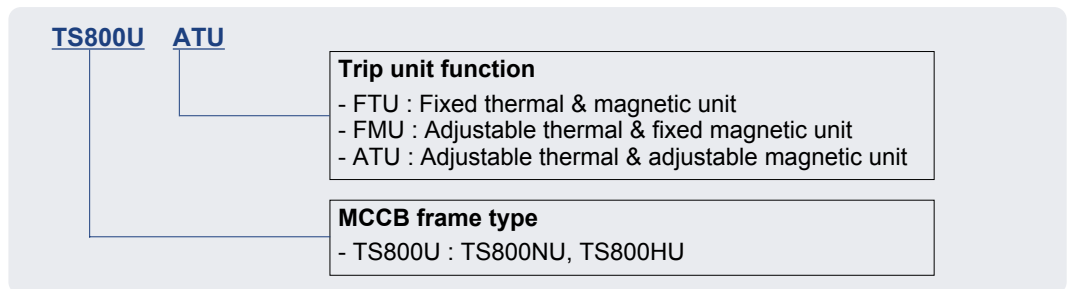 TS800U ATU
Trip unit function
- FTU : Fixed thermal & magnetic unit
- FMU : Adjustable thermal & fixed magnetic unit
- ATU : Adjustable thermal & adjustable magnetic unit
MCCB frame type
- TS800U : TS800NU, TS800HU